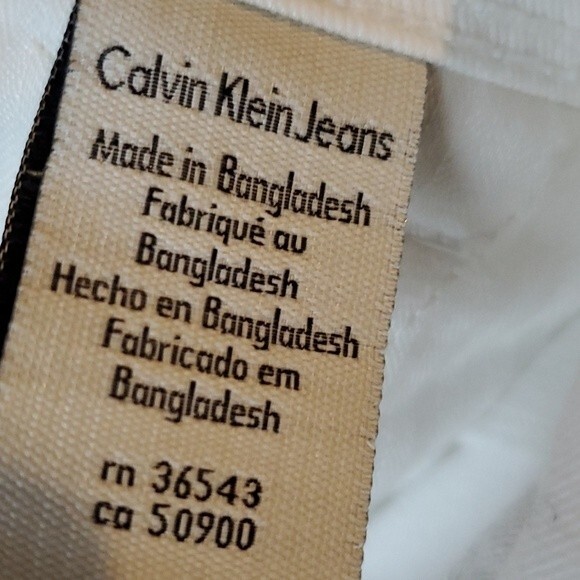 Calvin Klein Jeans
Made in Bangladesh
Fabriqué au
Bangladesh
Hecho en Bangladesh
Fabricado em
Bangladesh
rn 36543
ca 50900